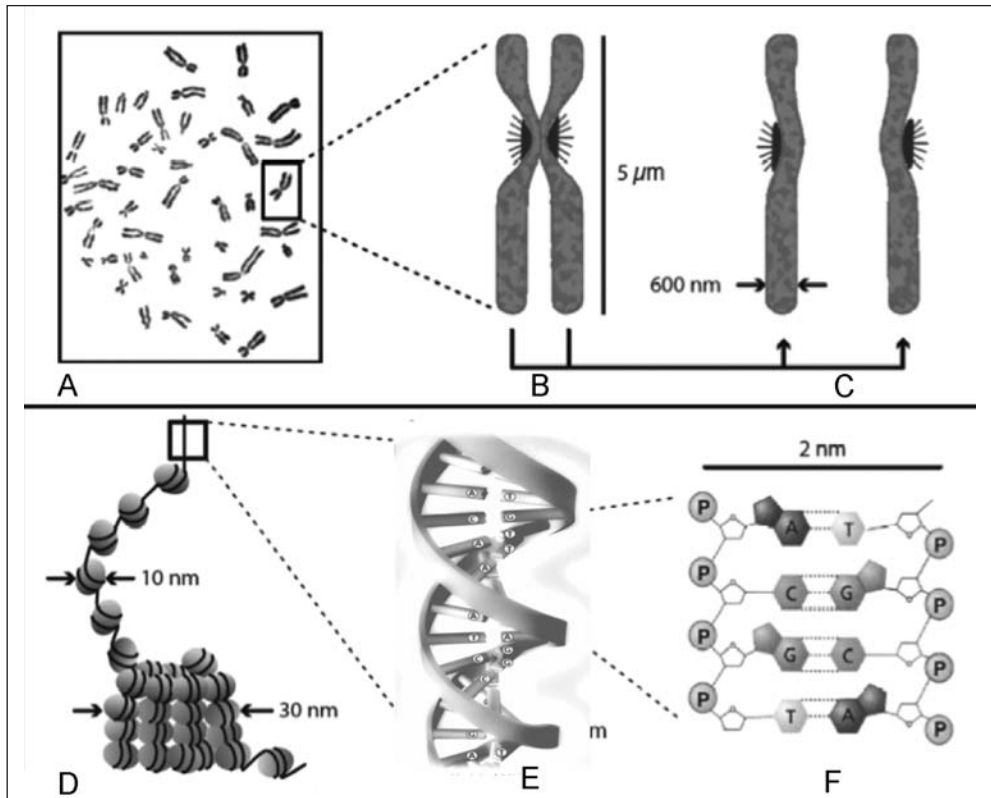 5 µm
600 nm
A
B
C
2 nm
10 nm
30 nm
A T
C G
A T
T
A
A
T A
C G
G
C
G
A T
m
P A T P
P C G P
P G C P
P T A P
D
E
F